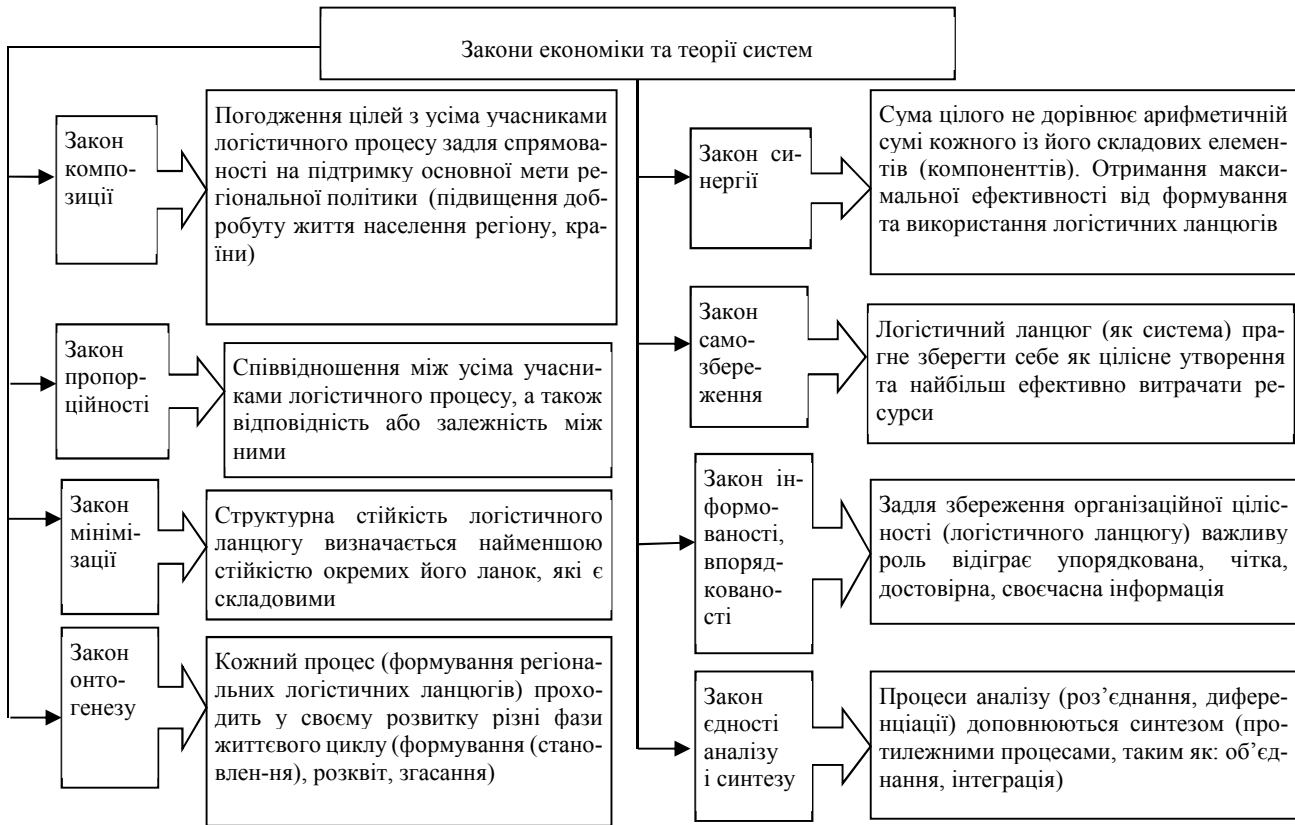 Закони економіки та теорії систем
Закон
компо-
зиції
Погодження цілей з усіма учасниками
логістичного процесу задля спрямова-
ності на підтримку основної мети ре-
гіональної політики (підвищення доб-
робуту життя населення регіону, кра-
їни)
Закон
пропор-
ційності
Співвідношення між усіма учасни-
ками логістичного процесу, а також
відповідність або залежність між
ними
Закон
мінімі-
зації
Структурна стійкість логістичного
ланцюгу визначається найменшою
стійкістю окремих його ланок, які є
складовими
Закон
онто-
генезу
Кожний процес (формування регіона-
льних логістичних ланцюгів) прохо-
дить у своєму розвитку різні фази
життєвого циклу (формування (стано-
влен-ня), розквіт, згасання)
Закон си-
нергії
Сума цілого не дорівнює арифметичній
сумі кожного із його складових елемен-
тів (компоненттів). Отримання макси-
мальної ефективності від формування
та використання логістичних ланцюгів
Закон
само-
збере-
ження
Логістичний ланцюг (як система) пра-
гне зберегти себе як цілісне утворення
та найбільш ефективно витрачати ре-
сурси
Закон ін-
формо-
ваності,
впоряд-
ковано-
сті
Задля збереження організаційної ціліс-
ності (логістичного ланцюгу) важливу
роль відіграє упорядкована, чітка,
достовірна, своєчасна інформація
Закон
єдності
аналізу
і синтезу
Процеси аналізу (роз’єднання, дифере-
нціації) доповнюються синтезом (про-
тилежними процесами, таким як: об’єд-
нання, інтеграція)